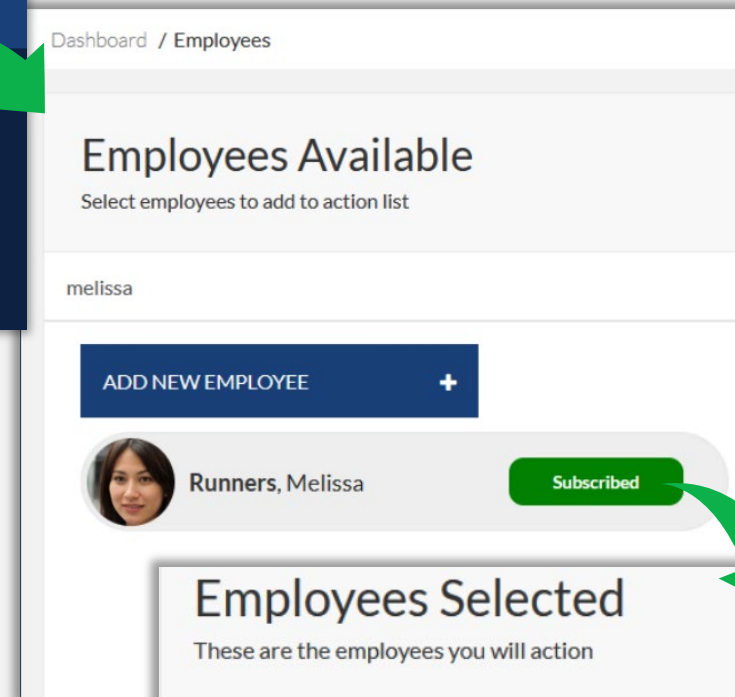 Dashboard / Employees
Employees Available
Select employees to add to action list
melissa
ADD NEW EMPLOYEE +
Runners, Melissa
Subscribed
Employees Selected
These are the employees you will action